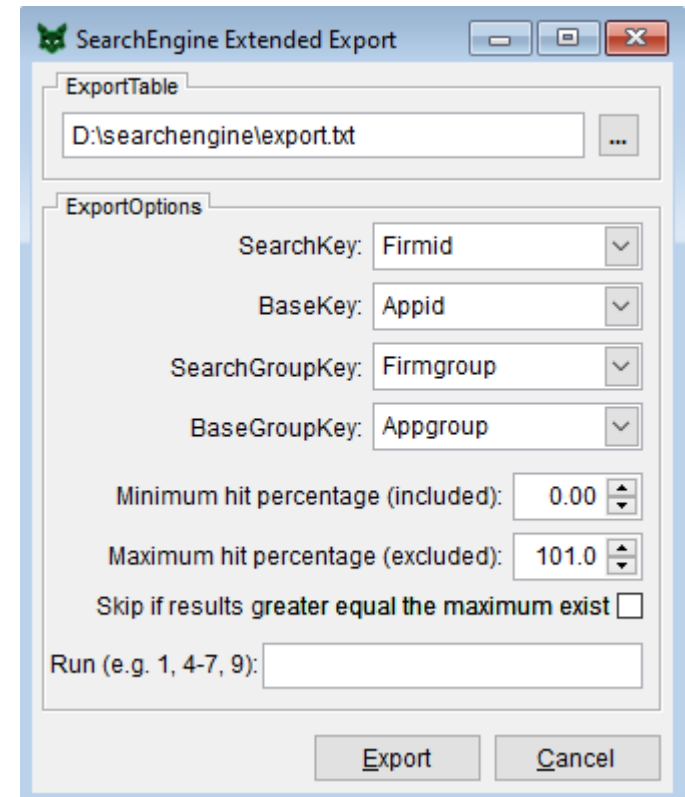 SearchEngine Extended Export
ExportTable
D:\searchengine\export.txt ...
ExportOptions
SearchKey: Firmid
BaseKey: Appid
SearchGroupKey: Firmgroup
BaseGroupKey: Appgroup
Minimum hit percentage (included): 0.00
Maximum hit percentage (excluded): 101.0
Skip if results greater equal the maximum exist
Run (e.g. 1, 4-7, 9):
Export Cancel